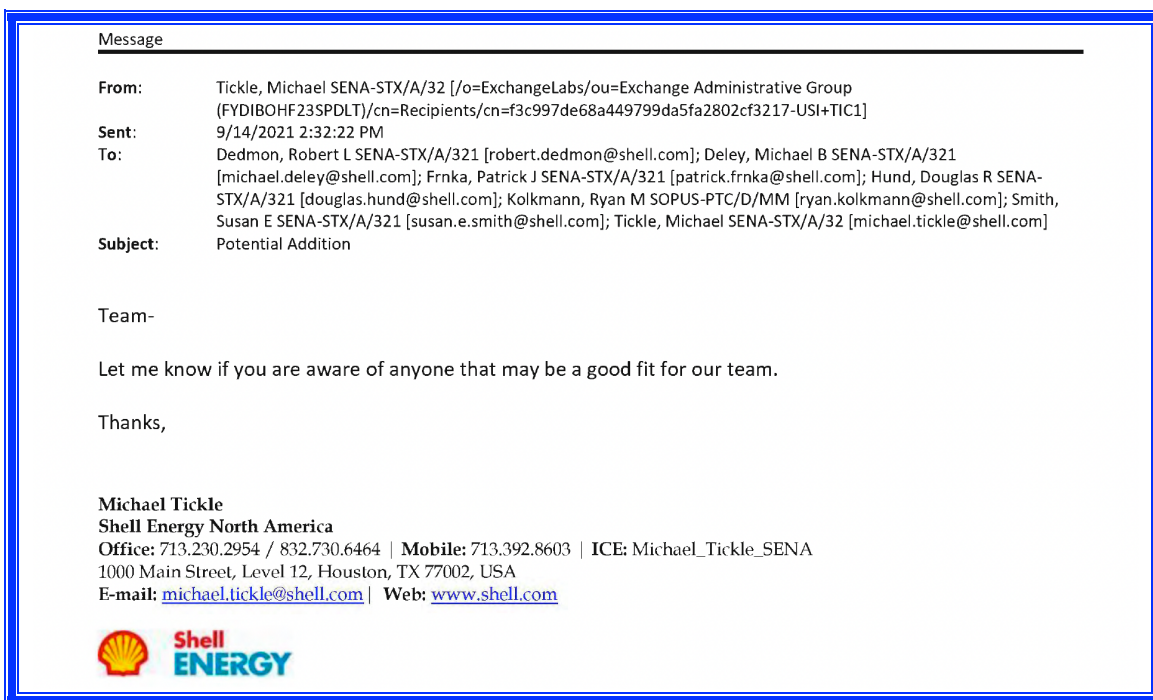 Message
From: Tickle, Michael SENA-STX/A/32 [/o=ExchangeLabs/ou=Exchange Administrative Group
(FYDIBOHF23SPDLT)/cn=Recipients/cn=f3c997de68a449799da5fa2802cf3217-USI+TIC1]
Sent: 9/14/2021 2:32:22 PM
To: Dedmon, Robert L SENA-STX/A/321 [robert.dedmon@shell.com]; Deley, Michael B SENA-STX/A/321
[michael.deley@shell.com]; Frnka, Patrick J SENA-STX/A/321 [patrick.frnka@shell.com]; Hund, Douglas R SENA-
STX/A/321 [douglas.hund@shell.com]; Kolkmann, Ryan M SOPUS-PTC/D/MM [ryan.kolkmann@shell.com]; Smith,
Susan E SENA-STX/A/321 [susan.e.smith@shell.com]; Tickle, Michael SENA-STX/A/32 [michael.tickle@shell.com]
Subject: Potential Addition
Team-
Let me know if you are aware of anyone that may be a good fit for our team.
Thanks,
Michael Tickle
Shell Energy North America
Office: 713.230.2954 / 832.730.6464 | Mobile: 713.392.8603 | ICE: Michael_Tickle_SENA
1000 Main Street, Level 12, Houston, TX 77002, USA
E-mail: michael.tickle@shell.com | Web: www.shell.com
Shell
ENERGY